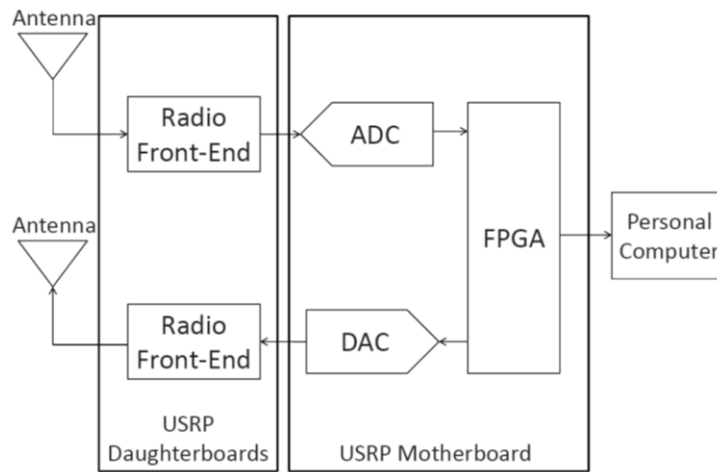 Antenna
Radio
Front-End
ADC
FPGA
Personal
Computer
Antenna
Radio
Front-End
DAC
USRP
Daughterboards
USRP Motherboard